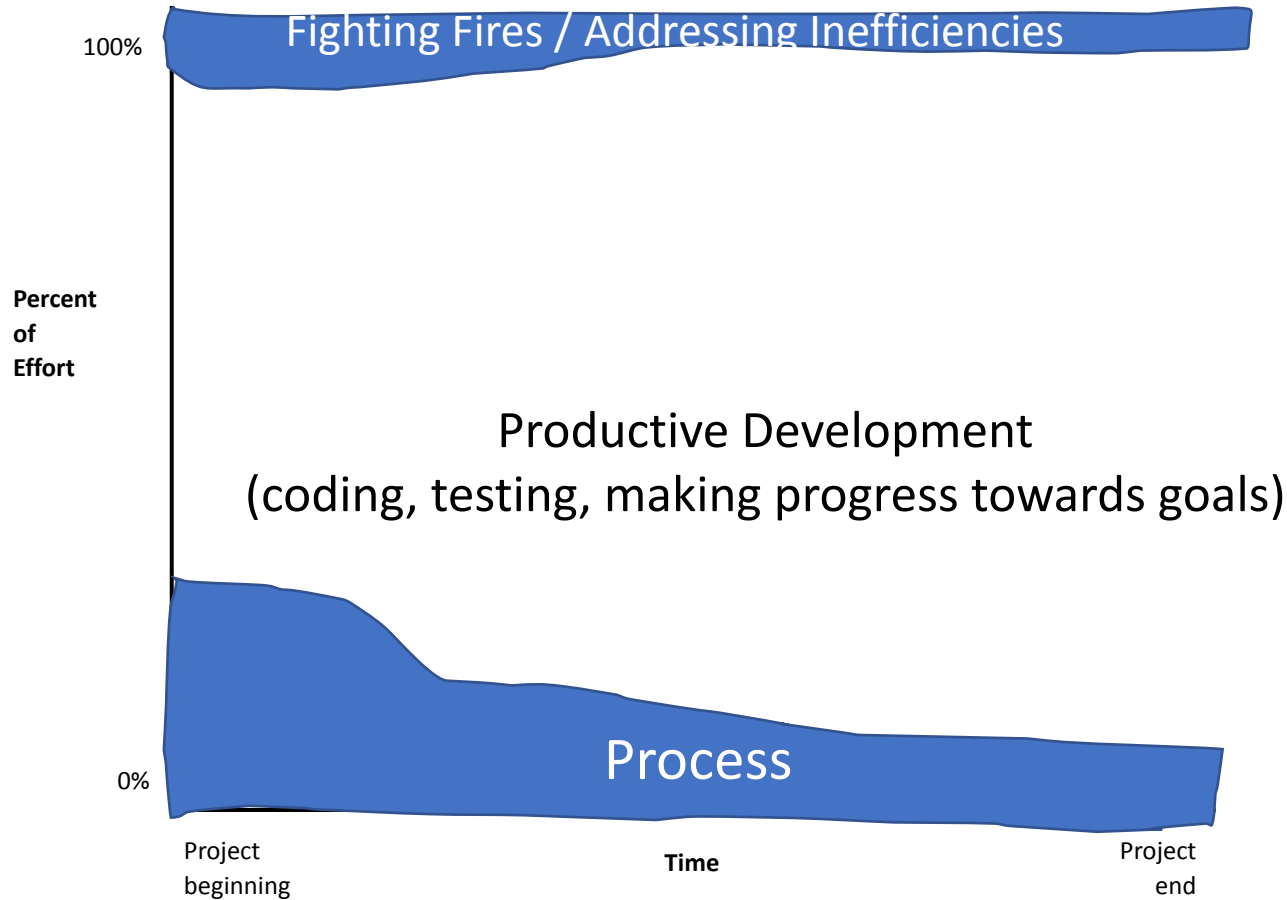 Fighting Fires / Addressing Inefficiencies
100%
Percent
of
Effort
Productive Development
(coding, testing, making progress towards goals)
Process
0%
Project
beginning
Time
Project
end